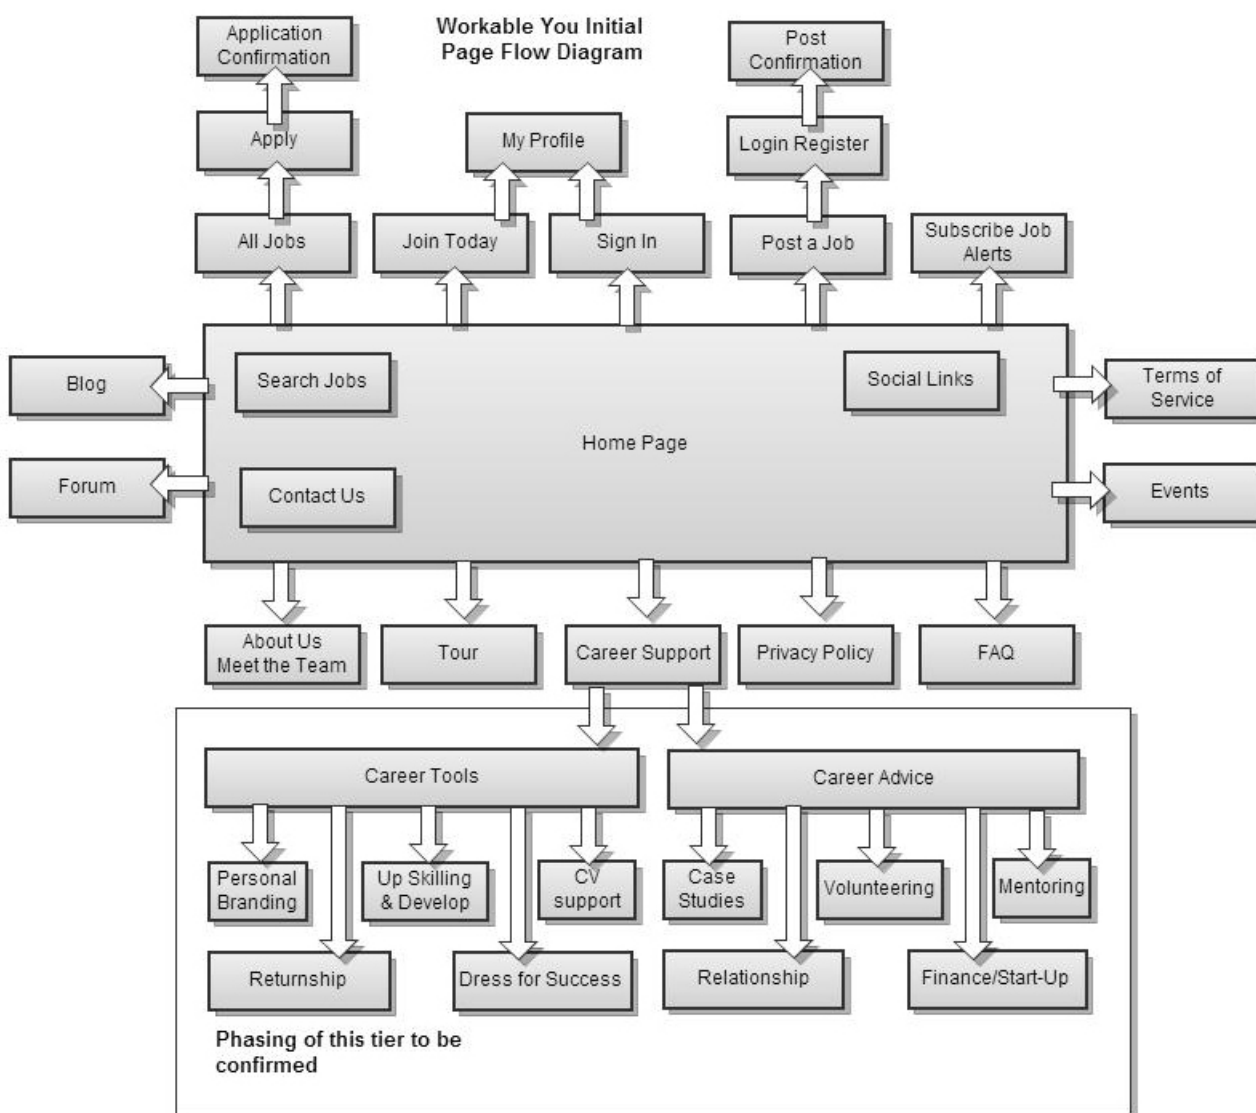 Workable You Initial
Page Flow Diagram
Application
Confirmation
Post
Confirmation
Apply
My Profile
Login Register
All Jobs
Join Today
Sign In
Post a Job
Subscribe Job
Alerts
Blog
Search Jobs
Social Links
Terms of
Service
Home Page
Forum
Contact Us
Events
About Us
Meet the Team
Tour
Career Support
Privacy Policy
FAQ
Career Tools
Career Advice
Personal
Branding
Up Skilling
& Develop
CV
support
Case
Studies
Volunteering
Mentoring
Returnship
Dress for Success
Relationship
Finance/Start-Up
Phasing of this tier to be
confirmed